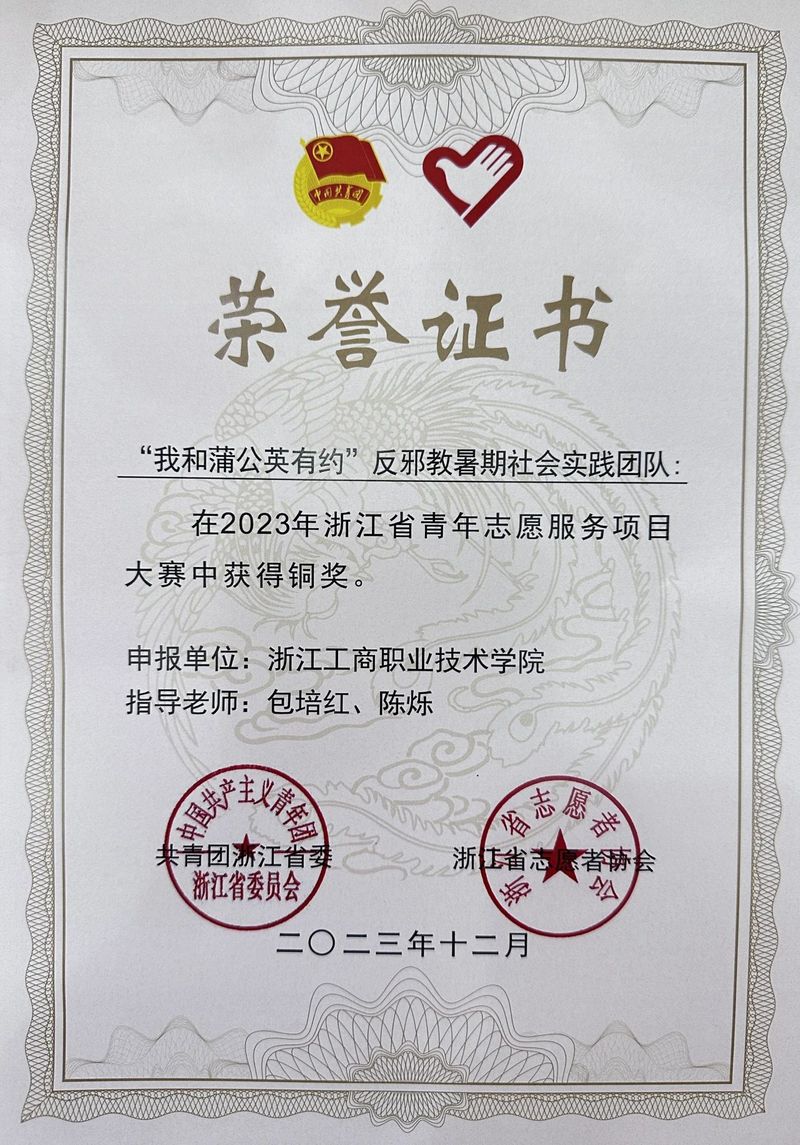 中国共青团
荣誉证书
“我和蒲公英有约”反邪教暑期社会实践团队：
在2023年浙江省青年志愿服务项目
大赛中获得铜奖。
申报单位：浙江工商职业技术学院
指导老师：包培红、陈烁
中国共产主义青年团
共青团浙江省委
浙江省委员会
浙江省志愿者协会
浙江省志愿者协会
二〇二三年十二月